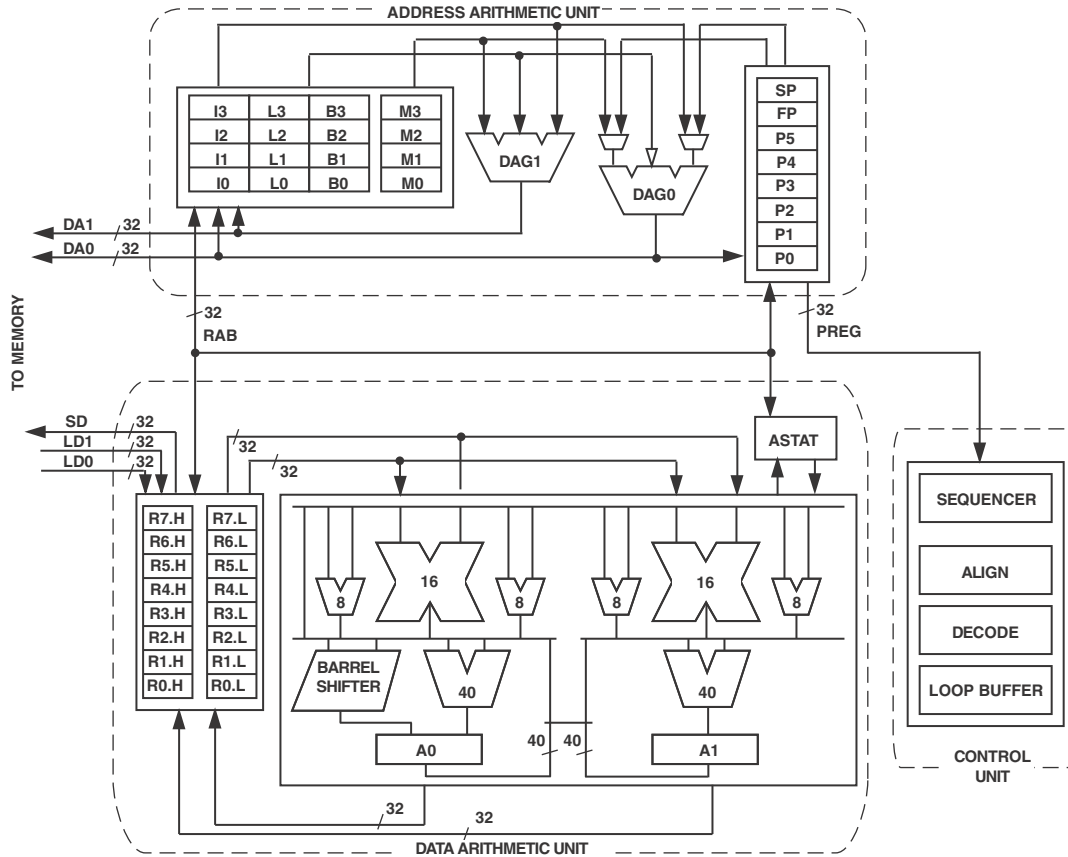 ADDRESS ARITHMETIC UNIT
I3 L3 B3 M3
I2 L2 B2 M2
I1 L1 B1 M1
I0 L0 B0 M0
DAG1
DAG0
SP
FP
P5
P4
P3
P2
P1
P0
DA1 32
DA0 32
TO MEMORY
32
RAB
32
PREG
SD 32
LD1 32
LD0 32
32
32
ASTAT
R7.H R7.L
R6.H R6.L
R5.H R5.L
R4.H R4.L
R3.H R3.L
R2.H R2.L
R1.H R1.L
R0.H R0.L
16
8
8
16
8
8
BARREL
SHIFTER
40
40
A0
40
40
A1
32
32
DATA ARITHMETIC UNIT
SEQUENCER
ALIGN
DECODE
LOOP BUFFER
CONTROL
UNIT